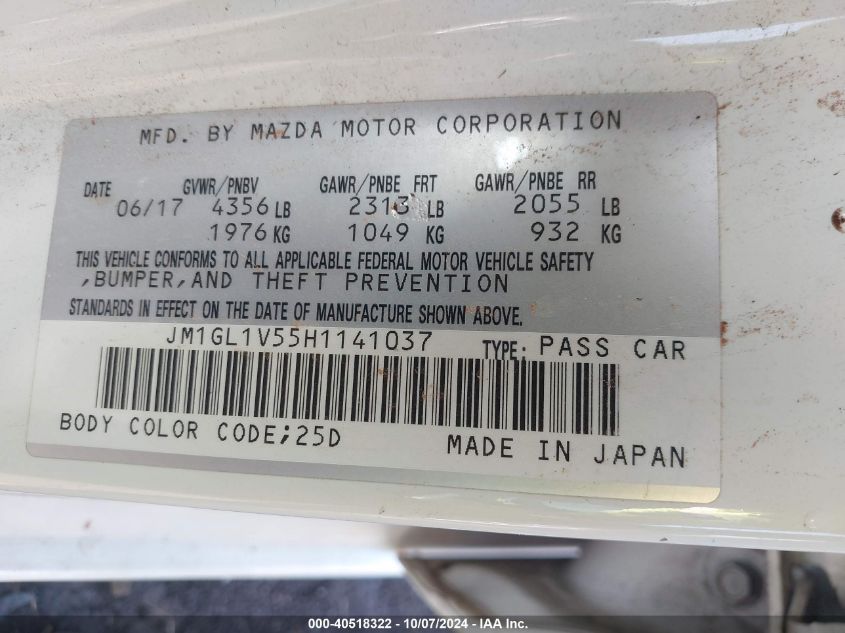 MFD. BY MAZDA MOTOR CORPORATION
DATE GVWR/PNBV GAWR/PNBE FRT GAWR/PNBE RR
06/17 4356 LB 2313 LB 2055 LB
1976 KG 1049 KG 932 KG
THIS VEHICLE CONFORMS TO ALL APPLICABLE FEDERAL MOTOR VEHICLE SAFETY
,BUMPER,AND THEFT PREVENTION
STANDARDS IN EFFECT ON THE DATE OF MANUFACTURE SHOWN ABOVE.
JM1GL1V55H1141037 TYPE: PASS CAR
BODY COLOR CODE;25D MADE IN JAPAN
000-40518322 - 10/07/2024 - IAA Inc.